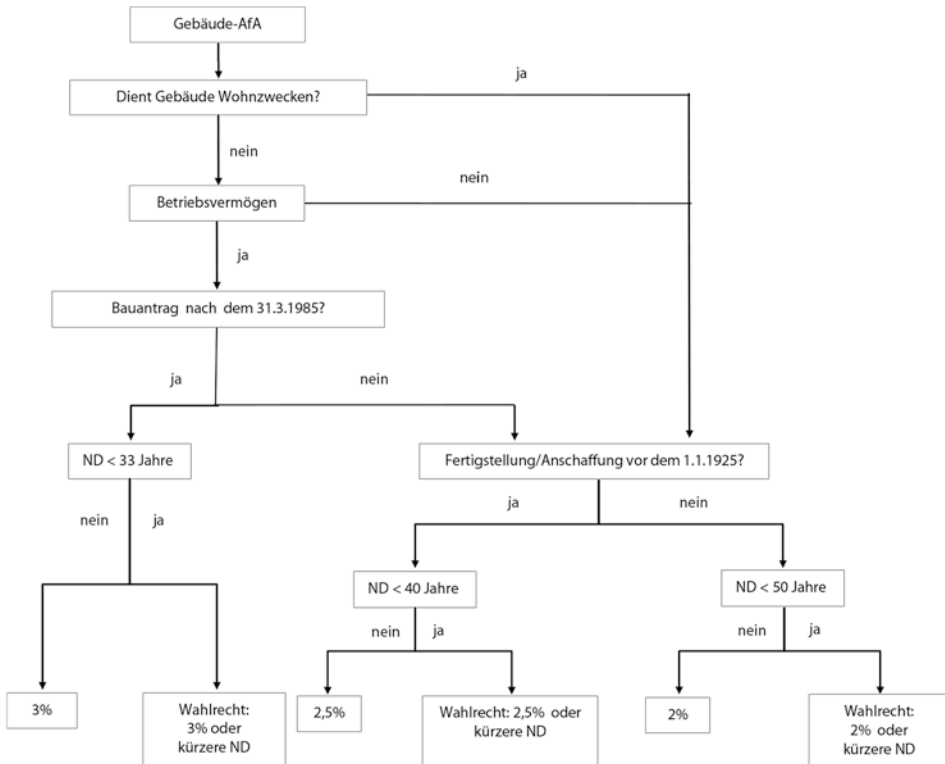 Gebäude-AfA
ja
Dient Gebäude Wohnzwecken?
nein
nein
Betriebsvermögen
ja
Bauantrag nach dem 31.3.1985?
ja
nein
ND < 33 Jahre
Fertigstellung/Anschaffung vor dem 1.1.1925?
nein
ja
ja
nein
ND < 40 Jahre
ND < 50 Jahre
nein
ja
nein
ja
3%
Wahlrecht:
3% oder
kürzere ND
2,5%
Wahlrecht: 2,5% oder
kürzere ND
2%
Wahlrecht:
2% oder
kürzere ND